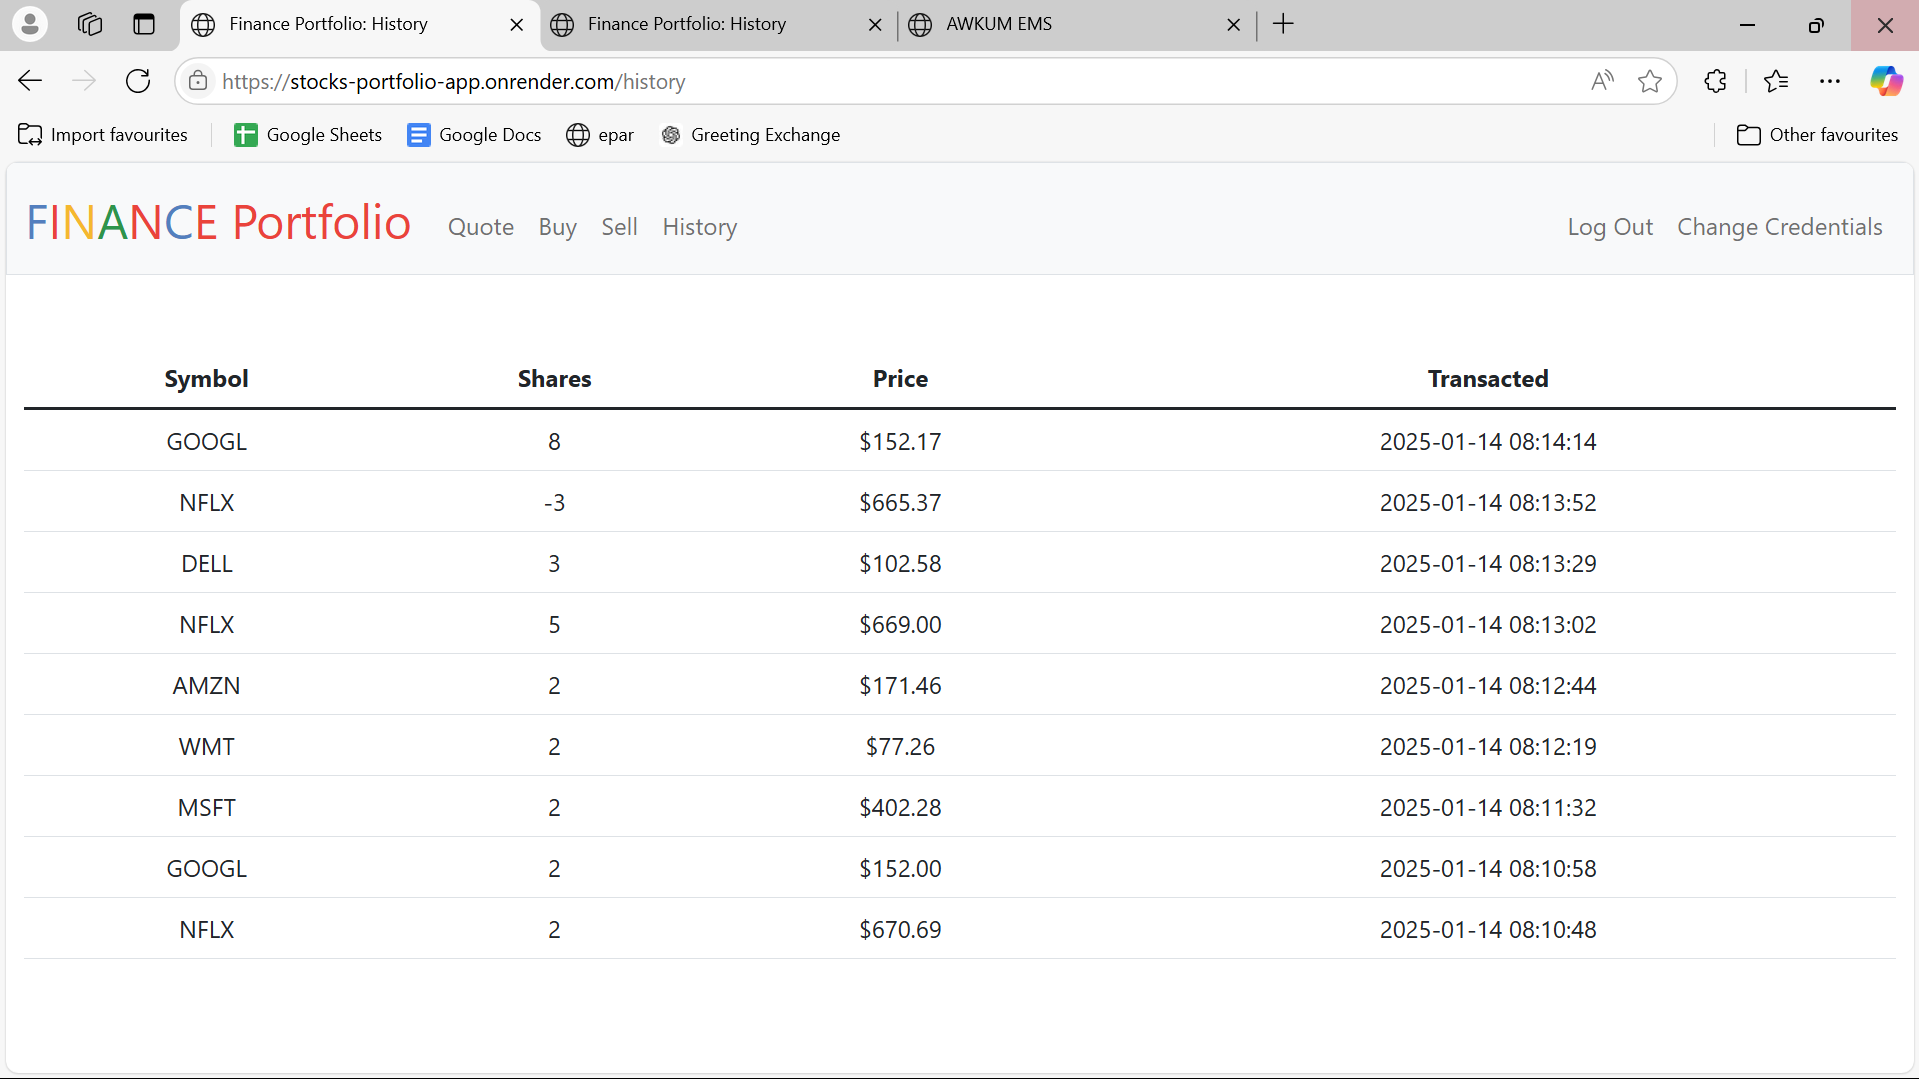 Finance Portfolio: History Finance Portfolio: History AWKUM EMS
https://stocks-portfolio-app.onrender.com/history
Import favourites Google Sheets Google Docs epar Greeting Exchange Other favourites
FINANCE Portfolio Quote Buy Sell History Log Out Change Credentials
Symbol Shares Price Transacted
GOOGL 8 $152.17 2025-01-14 08:14:14
NFLX -3 $665.37 2025-01-14 08:13:52
DELL 3 $102.58 2025-01-14 08:13:29
NFLX 5 $669.00 2025-01-14 08:13:02
AMZN 2 $171.46 2025-01-14 08:12:44
WMT 2 $77.26 2025-01-14 08:12:19
MSFT 2 $402.28 2025-01-14 08:11:32
GOOGL 2 $152.00 2025-01-14 08:10:58
NFLX 2 $670.69 2025-01-14 08:10:48